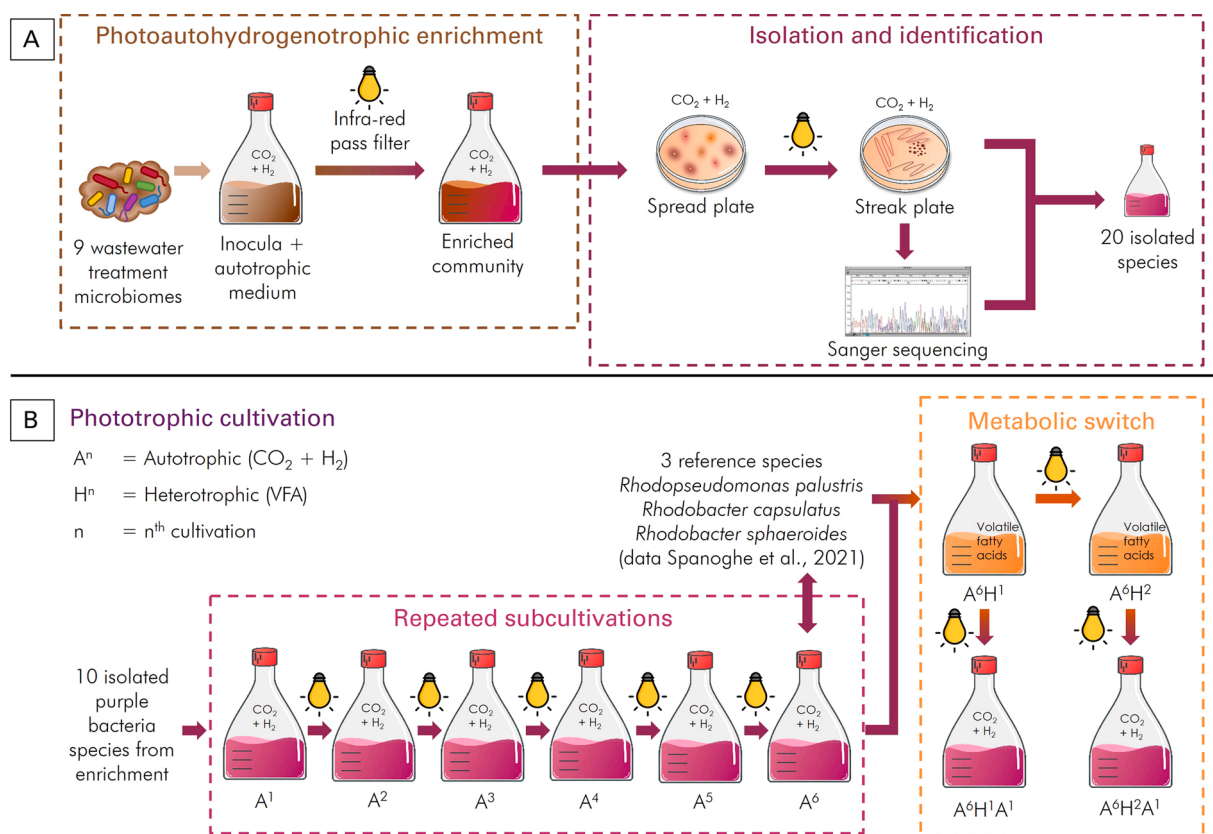 A
Photoautohydrogenotrophic enrichment
9 wastewater
treatment
microbiomes
CO₂
+ H₂
Inocula +
autotrophic
medium
Infra-red
pass filter
CO₂
+ H₂
Enriched
community
Isolation and identification
CO₂ + H₂
Spread plate
CO₂ + H₂
Streak plate
Sanger sequencing
20 isolated
species
B
Phototrophic cultivation
Aⁿ = Autotrophic (CO₂ + H₂)
Hⁿ = Heterotrophic (VFA)
n = nᵗʰ cultivation
3 reference species
Rhodopseudomonas palustris
Rhodobacter capsulatus
Rhodobacter sphaeroides
(data Spanoghe et al., 2021)
10 isolated
purple
bacteria
species from
enrichment
Repeated subcultivations
CO₂
+ H₂
A¹
CO₂
+ H₂
A²
CO₂
+ H₂
A³
CO₂
+ H₂
A⁴
CO₂
+ H₂
A⁵
CO₂
+ H₂
A⁶
Metabolic switch
Volatile
fatty
acids
A⁶H¹
Volatile
fatty
acids
A⁶H²
CO₂
+ H₂
A⁶H¹A¹
CO₂
+ H₂
A⁶H²A¹